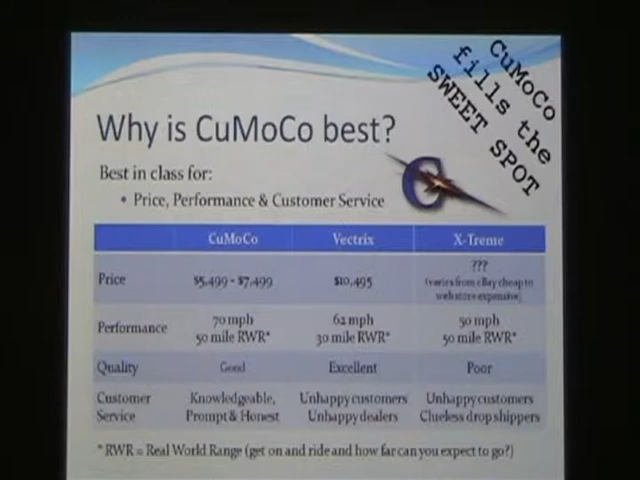 CuMoCo
fills the
SWEET SPOT
Why is CuMoCo best?
Best in class for:
• Price, Performance & Customer Service
C
CuMoCo Vectrix X-Treme
Price $5,499 - $7,499 $10,495 ???
(varies from eBay cheap to
web store expensive)
Performance 70 mph 62 mph 50 mph
50 mile RWR* 30 mile RWR* 50 mile RWR*
Quality Good Excellent Poor
Customer Knowledgeable, Unhappy customers Unhappy customers
Service Prompt & Honest Unhappy dealers Clueless drop shippers
* RWR = Real World Range (get on and ride and how far can you expect to go?)